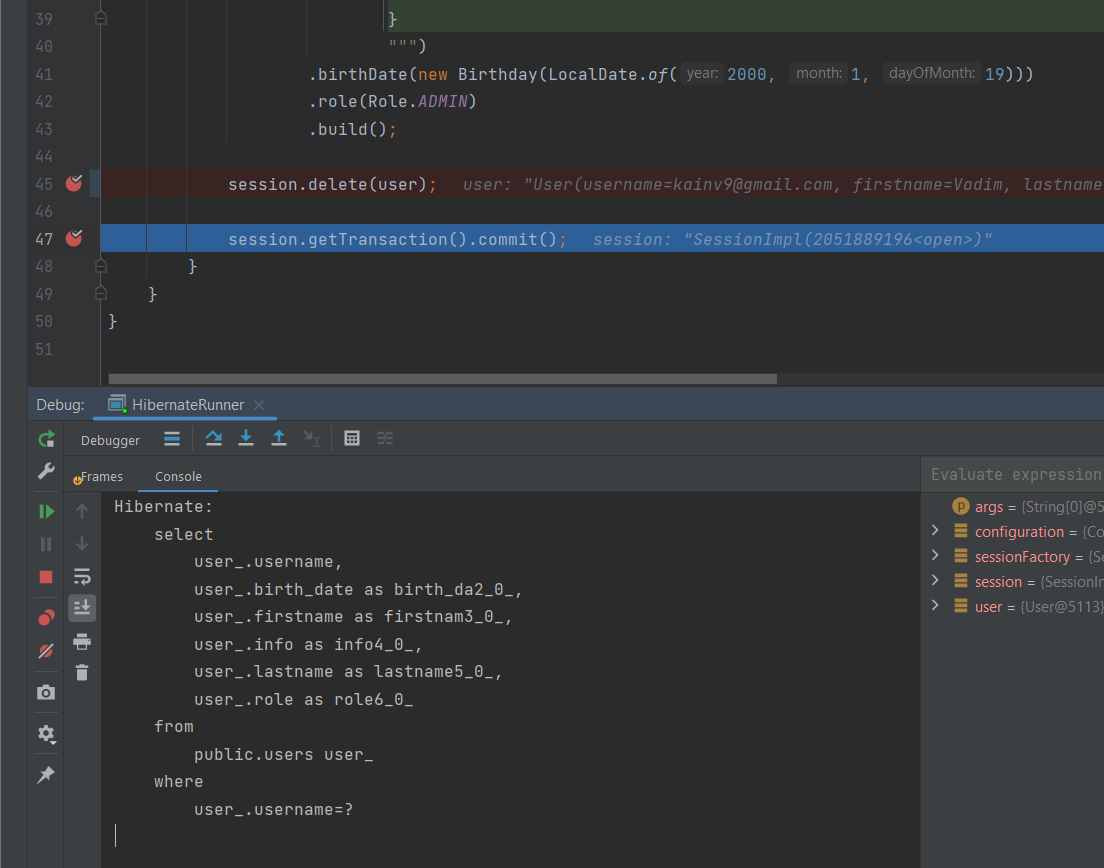 39 }
40 """)
41 .birthDate(new Birthday(LocalDate.of( year: 2000, month: 1, dayOfMonth: 19)))
42 .role(Role.ADMIN)
43 .build();
44
45 session.delete(user); user: "User(username=kainv9@gmail.com, firstname=Vadim, lastname
46
47 session.getTransaction().commit(); session: "SessionImpl(2051889196<open>)"
48 }
49 }
50 }
51
Debug: HibernateRunner
Debugger
Frames Console
Evaluate expression
Hibernate:
select
user_.username,
user_.birth_date as birth_da2_0_,
user_.firstname as firstnam3_0_,
user_.info as info4_0_,
user_.lastname as lastname5_0_,
user_.role as role6_0_
from
public.users user_
where
user_.username=?
p args = {String[0]@5
configuration = {Co
sessionFactory = {Se
session = {SessionIn
user = {User@5113}